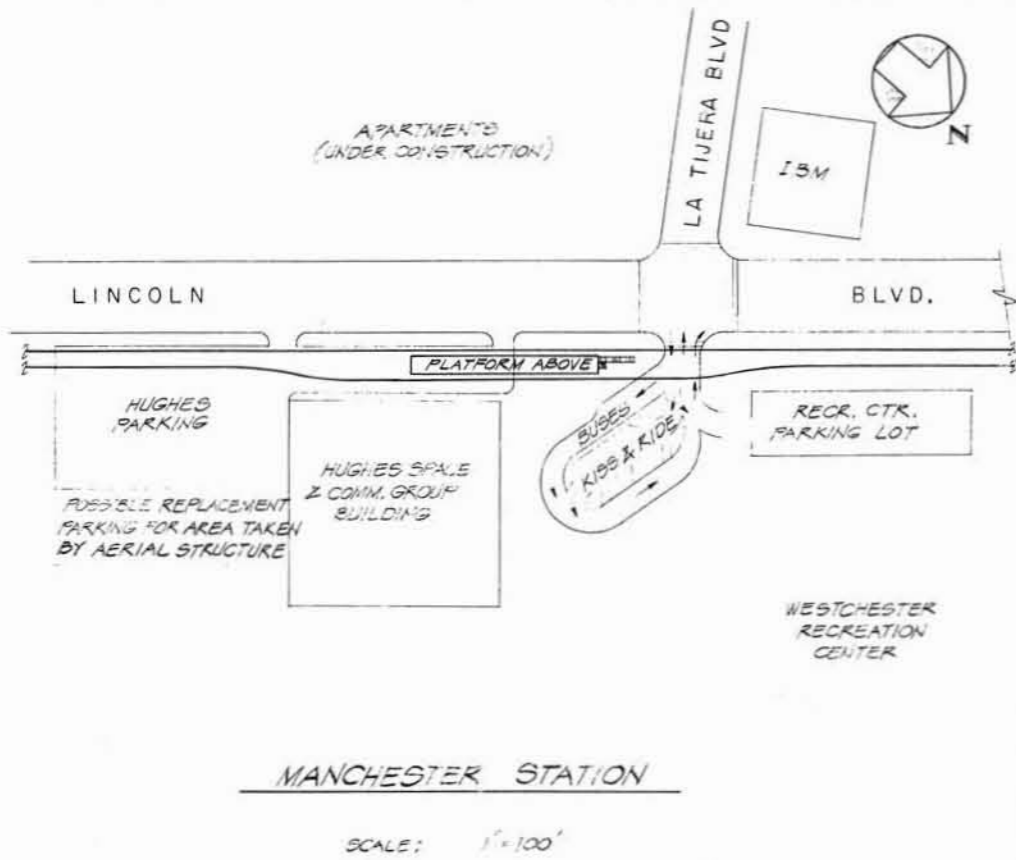 LA TIJERA BLVD
N
APARTMENTS
(UNDER CONSTRUCTION)
IBM
LINCOLN BLVD.
PLATFORM ABOVE
HUGHES
PARKING
BUSES
KISS & RIDE
RECR. CTR.
PARKING LOT
HUGHES SPACE
& COMM. GROUP
BUILDING
POSSIBLE REPLACEMENT
PARKING FOR AREA TAKEN
BY AERIAL STRUCTURE
WESTCHESTER
RECREATION
CENTER
MANCHESTER STATION
SCALE: 1"=100'